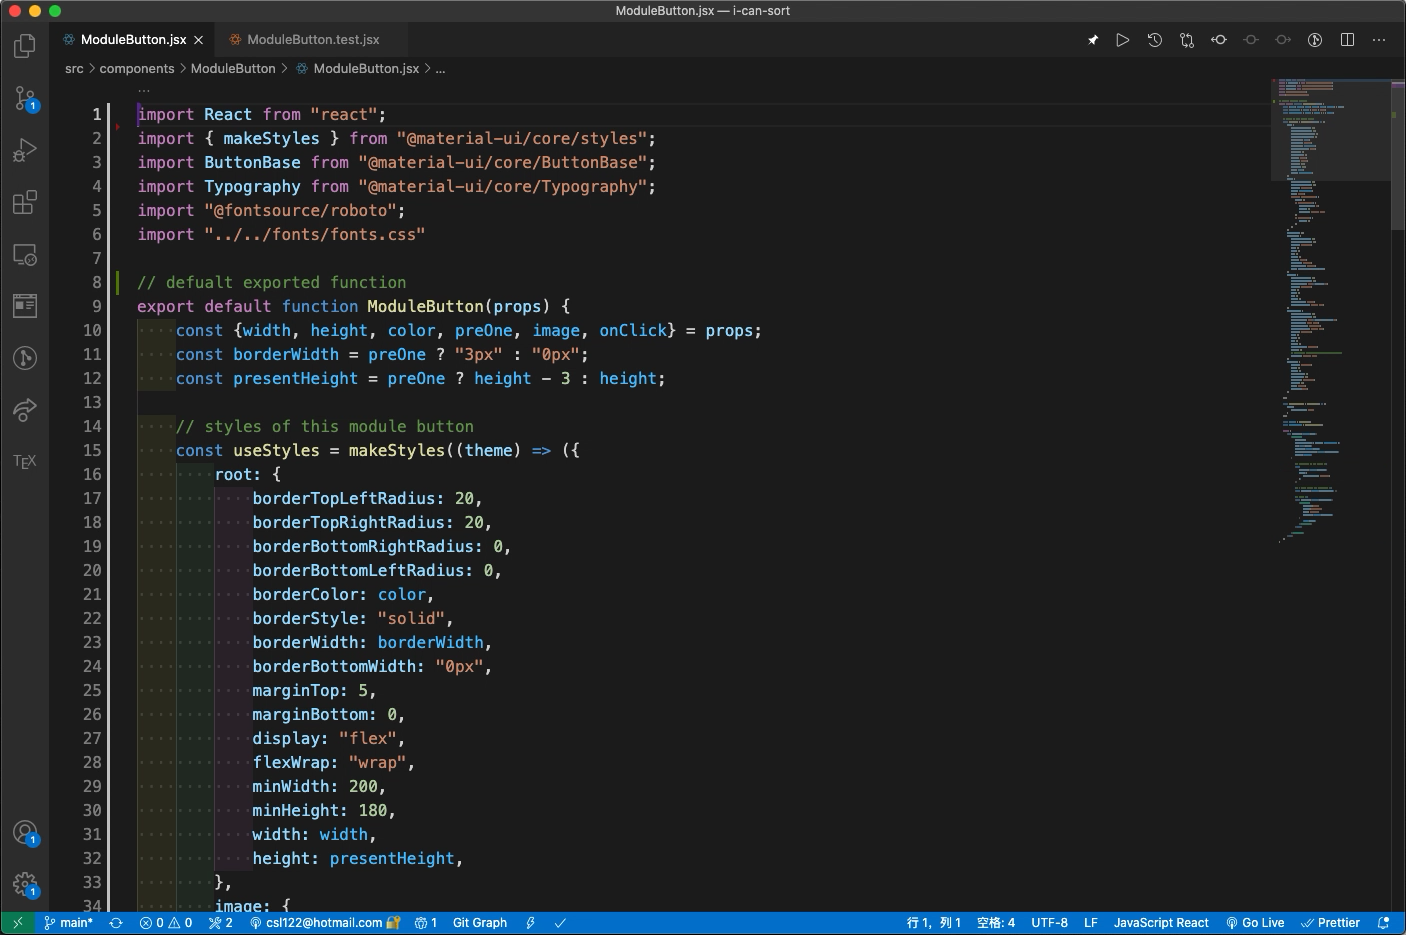 ModuleButton.jsx — i-can-sort
ModuleButton.jsx ModuleButton.test.jsx
src > components > ModuleButton > ModuleButton.jsx > ...
1 import React from "react";
2 import { makeStyles } from "@material-ui/core/styles";
3 import ButtonBase from "@material-ui/core/ButtonBase";
4 import Typography from "@material-ui/core/Typography";
5 import "@fontsource/roboto";
6 import "../../fonts/fonts.css"
7
8 // defualt exported function
9 export default function ModuleButton(props) {
10 const {width, height, color, preOne, image, onClick} = props;
11 const borderWidth = preOne ? "3px" : "0px";
12 const presentHeight = preOne ? height - 3 : height;
13
14 // styles of this module button
15 const useStyles = makeStyles((theme) => ({
16 root: {
17 borderTopLeftRadius: 20,
18 borderTopRightRadius: 20,
19 borderBottomRightRadius: 0,
20 borderBottomLeftRadius: 0,
21 borderColor: color,
22 borderStyle: "solid",
23 borderWidth: borderWidth,
24 borderBottomWidth: "0px",
25 marginTop: 5,
26 marginBottom: 0,
27 display: "flex",
28 flexWrap: "wrap",
29 minWidth: 200,
30 minHeight: 180,
31 width: width,
32 height: presentHeight,
33 },
34 image: {
1
TEX
1
1
main* 0 0 2 csl122@hotmail.com 1 Git Graph 行 1，列 1 空格: 4 UTF-8 LF JavaScript React Go Live Prettier